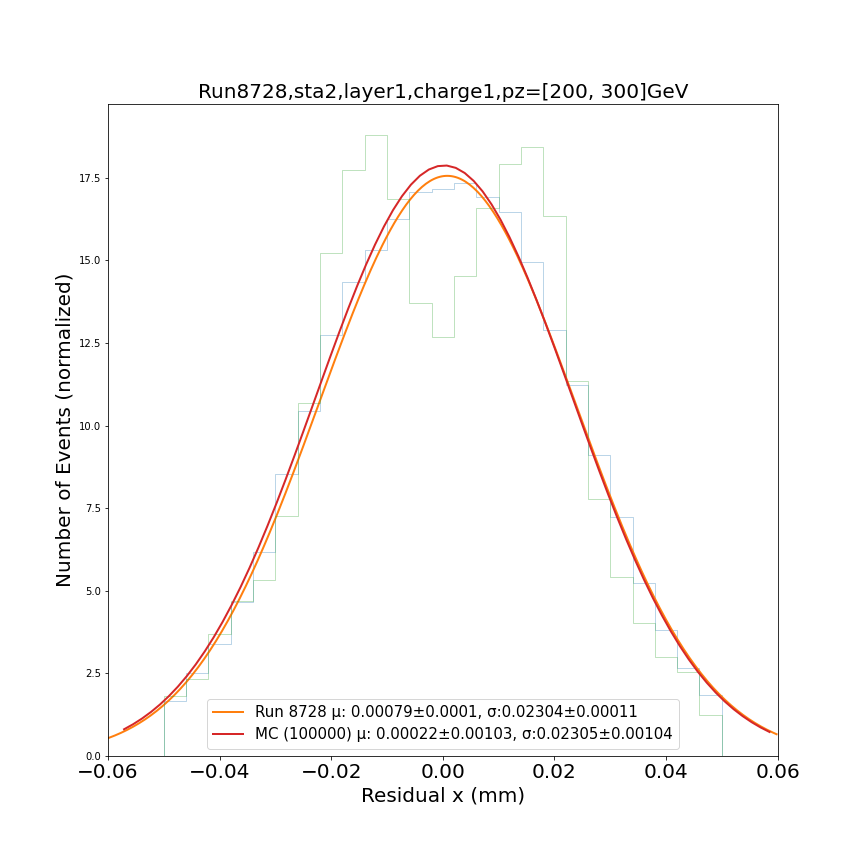 Run8728,sta2,layer1,charge1,pz=[200, 300]GeV
Number of Events (normalized)
17.5
15.0
12.5
10.0
7.5
5.0
2.5
0.0
Run 8728 μ: 0.00079±0.0001, σ:0.02304±0.00011
MC (100000) μ: 0.00022±0.00103, σ:0.02305±0.00104
−0.06 −0.04 −0.02 0.00 0.02 0.04 0.06
Residual x (mm)